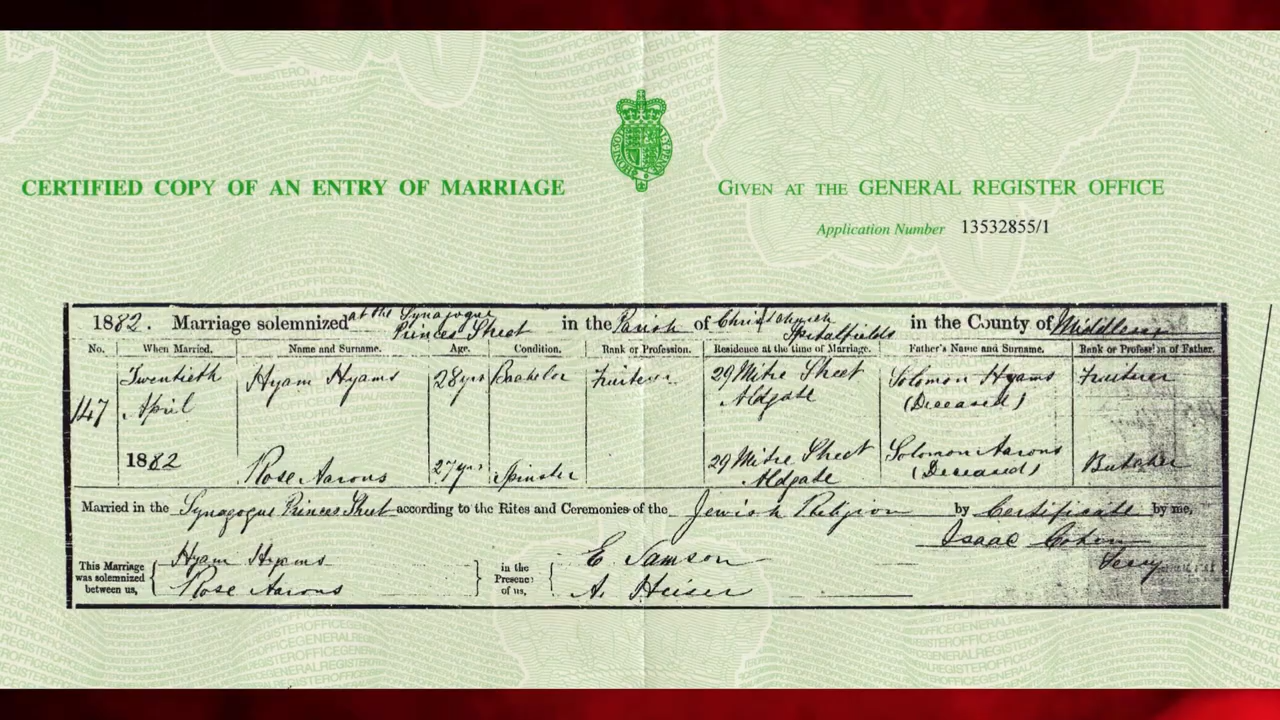 CERTIFIED COPY OF AN ENTRY OF MARRIAGE
GIVEN AT THE GENERAL REGISTER OFFICE
Application Number 13532855/1
1882. Marriage solemnized at the Synagogue Princes Street in the Parish of Christchurch Spitalfields in the County of Middlesex
No. When Married. Name and Surname. Age. Condition. Rank or Profession. Residence at the time of Marriage. Father's Name and Surname. Rank or Profession of Father.
147 Twentieth April 1882
Hyam Hyams 28 yrs Bachelor Fruiterer 29 Mitre Street Aldgate Solomon Hyams (Deceased) Fruiterer
Rose Aarons 27 yrs Spinster 29 Mitre Street Aldgate Solomon Aarons (Deceased) Butcher
Married in the Synagogue Princes Street according to the Rites and Ceremonies of the Jewish Religion by Certificate by me,
Isaac Cohen
Secy
This Marriage was solemnized between us, Hyam Hyams Rose Aarons in the Presence of us, E. Samson A. Heiser